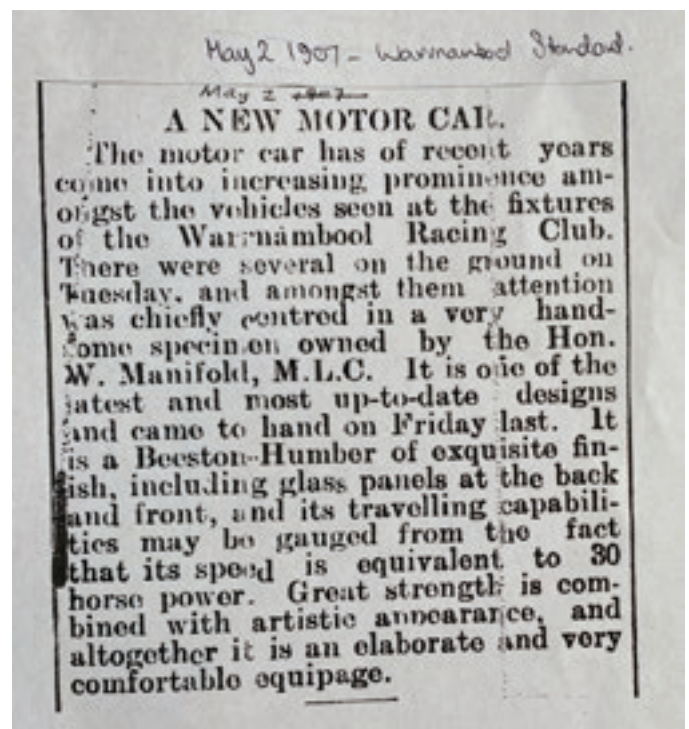 May 2 1907 - Warrnambool Standard.
May 2 1907
A NEW MOTOR CAR.
The motor car has of recent years
come into increasing prominence am-
ongst the vehicles seen at the fixtures
of the Warrnambool Racing Club.
There were several on the ground on
Tuesday, and amongst them attention
was chiefly centred in a very hand-
some specimen owned by the Hon.
W. Manifold, M.L.C. It is one of the
latest and most up-to-date designs
and came to hand on Friday last. It
is a Beeston-Humber of exquisite fin-
ish, including glass panels at the back
and front, and its travelling capabili-
ties may be gauged from the fact
that its speed is equivalent to 30
horse power. Great strength is com-
bined with artistic appearance, and
altogether it is an elaborate and very
comfortable equipage.